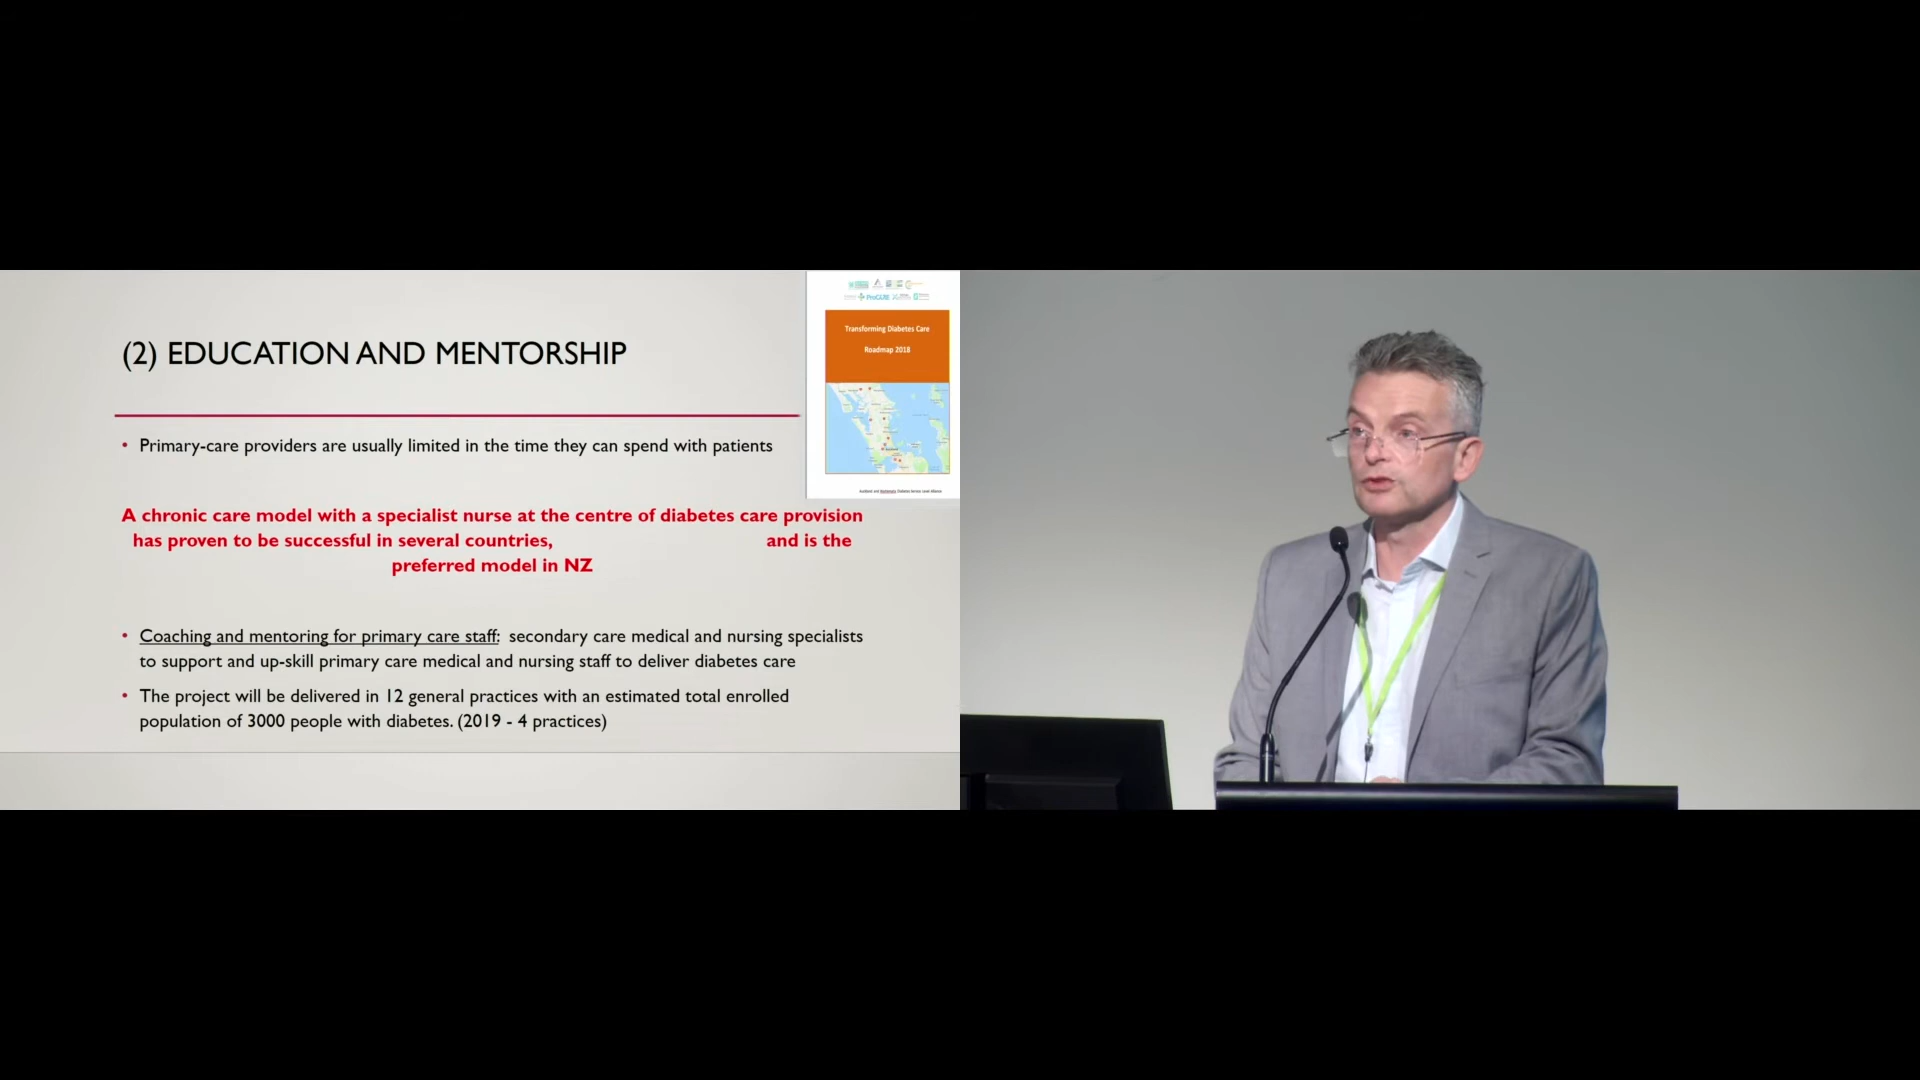 (2) EDUCATION AND MENTORSHIP
• Primary-care providers are usually limited in the time they can spend with patients
A chronic care model with a specialist nurse at the centre of diabetes care provision
has proven to be successful in several countries, and is the
preferred model in NZ
• Coaching and mentoring for primary care staff: secondary care medical and nursing specialists
to support and up-skill primary care medical and nursing staff to deliver diabetes care
• The project will be delivered in 12 general practices with an estimated total enrolled
population of 3000 people with diabetes. (2019 - 4 practices)
ProCARE
Transforming Diabetes Care
Roadmap 2018